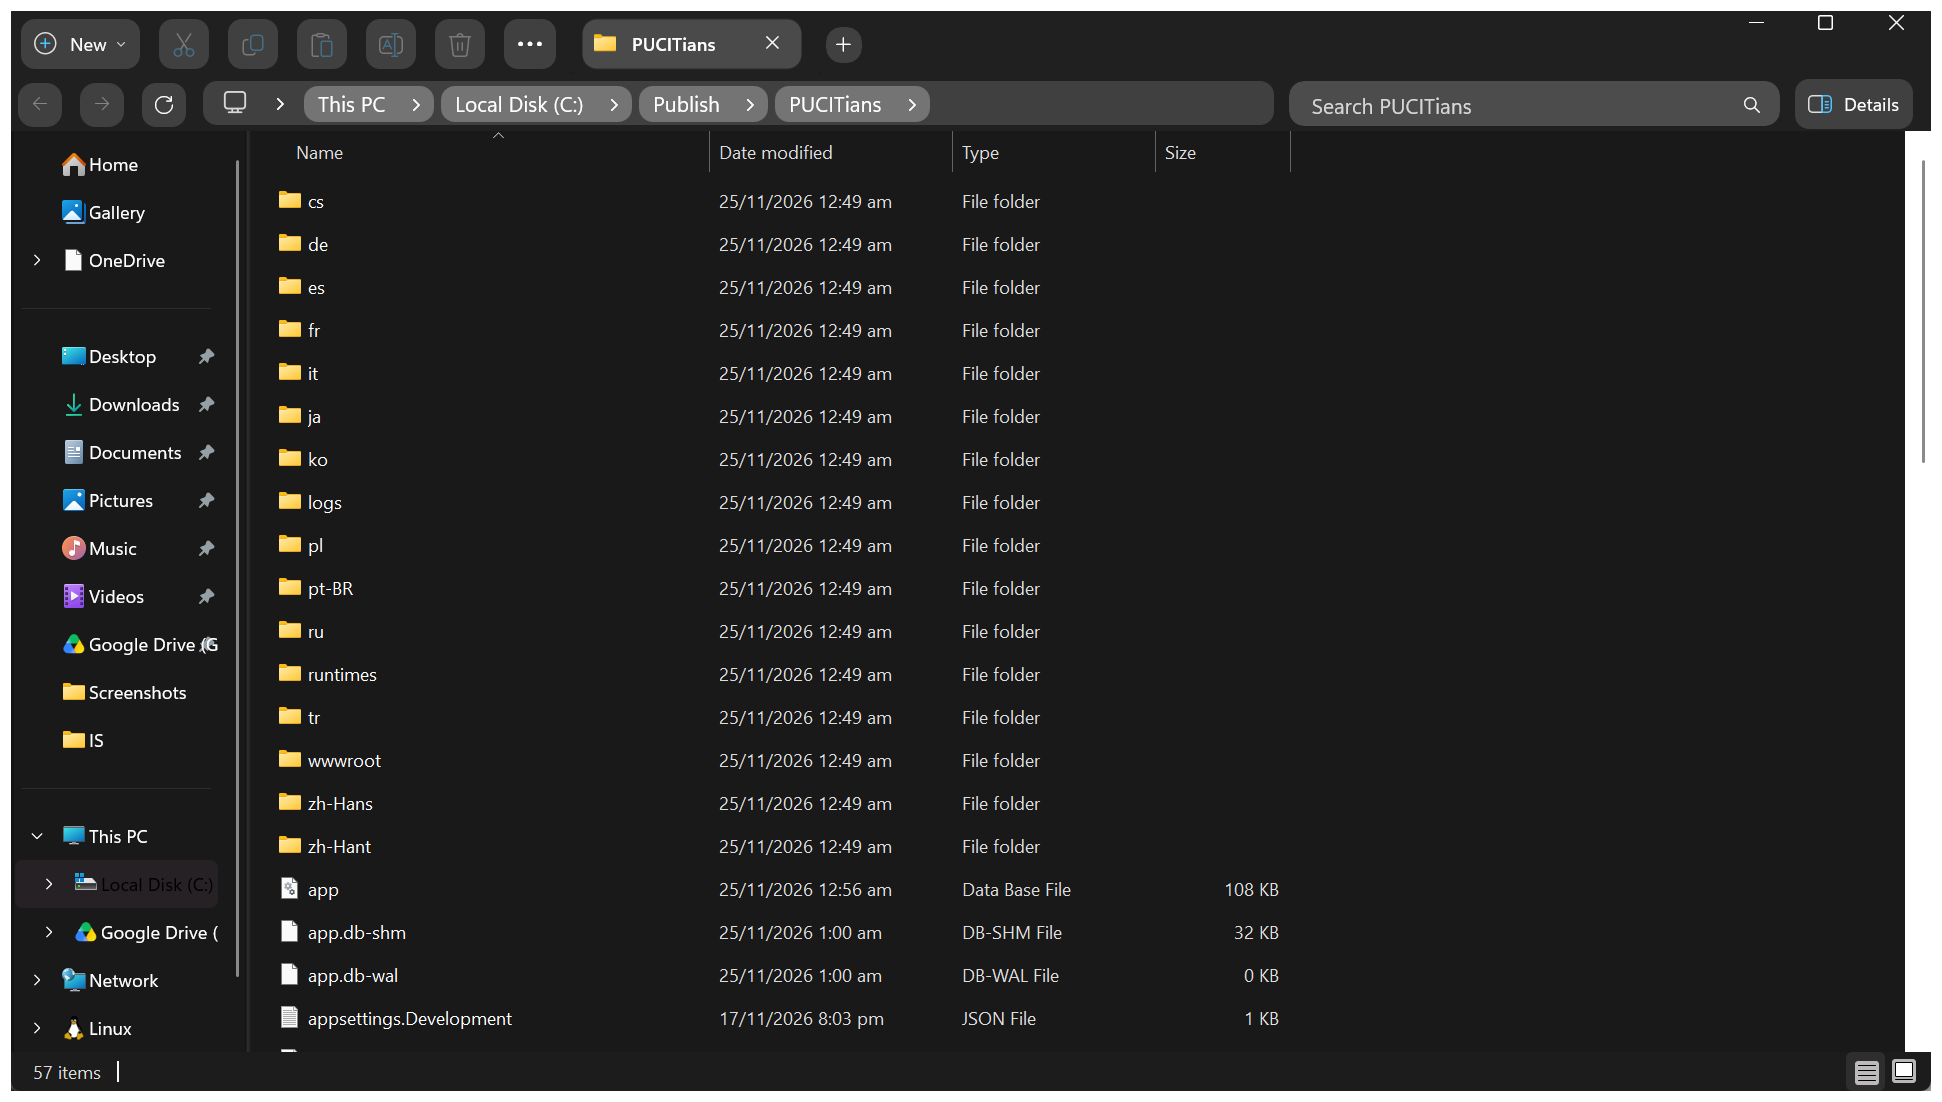 New
PUCITians
This PC
Local Disk (C:)
Publish
PUCITians
Search PUCITians
Details
Home
Gallery
OneDrive
Desktop
Downloads
Documents
Pictures
Music
Videos
Google Drive (G
Screenshots
IS
This PC
Local Disk (C:)
Google Drive (
Network
Linux
Name Date modified Type Size
cs 25/11/2026 12:49 am File folder
de 25/11/2026 12:49 am File folder
es 25/11/2026 12:49 am File folder
fr 25/11/2026 12:49 am File folder
it 25/11/2026 12:49 am File folder
ja 25/11/2026 12:49 am File folder
ko 25/11/2026 12:49 am File folder
logs 25/11/2026 12:49 am File folder
pl 25/11/2026 12:49 am File folder
pt-BR 25/11/2026 12:49 am File folder
ru 25/11/2026 12:49 am File folder
runtimes 25/11/2026 12:49 am File folder
tr 25/11/2026 12:49 am File folder
wwwroot 25/11/2026 12:49 am File folder
zh-Hans 25/11/2026 12:49 am File folder
zh-Hant 25/11/2026 12:49 am File folder
app 25/11/2026 12:56 am Data Base File 108 KB
app.db-shm 25/11/2026 1:00 am DB-SHM File 32 KB
app.db-wal 25/11/2026 1:00 am DB-WAL File 0 KB
appsettings.Development 17/11/2026 8:03 pm JSON File 1 KB
57 items